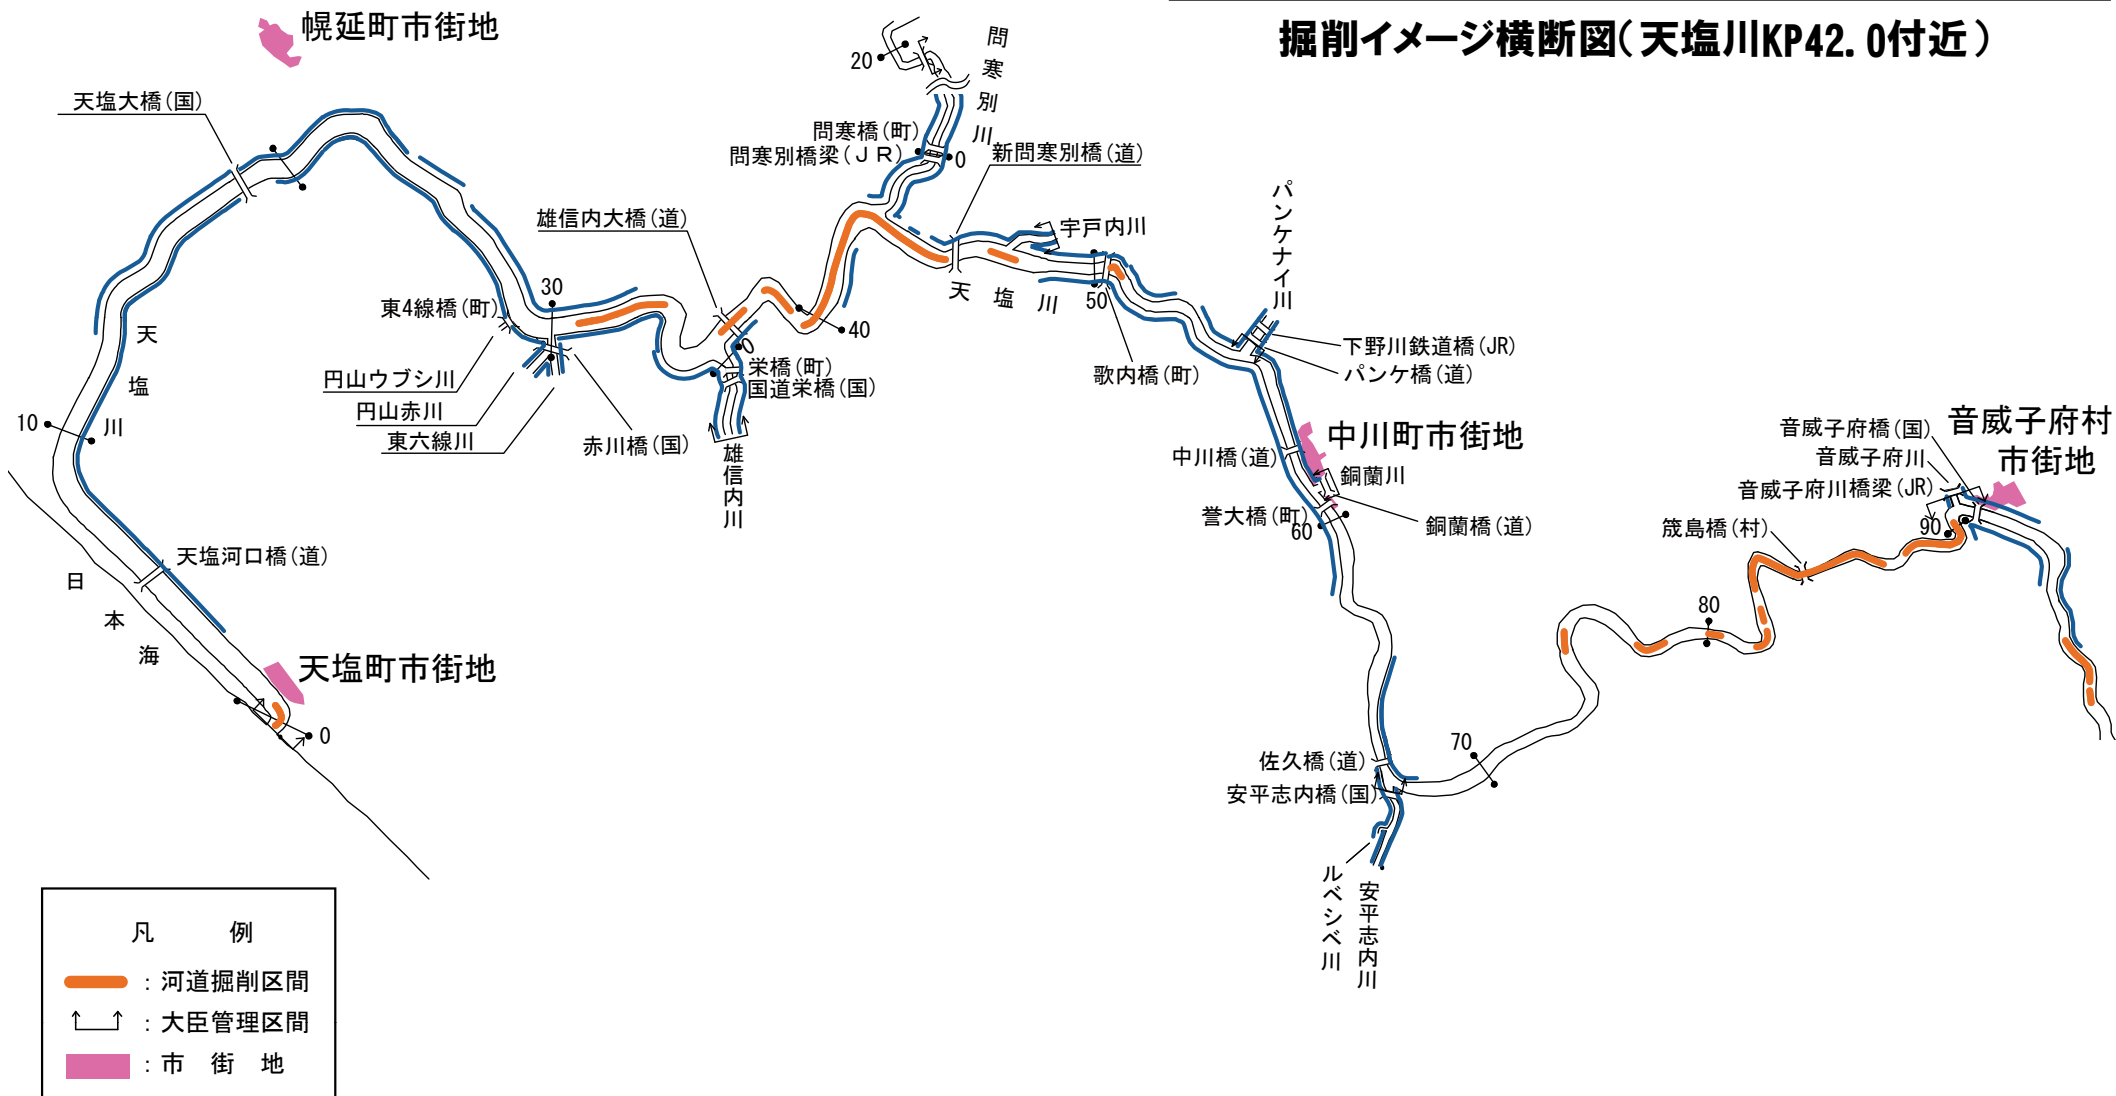 掘削イメージ横断図(天塩川KP42.0付近)
幌延町市街地
天塩大橋(国)
20
問寒別川
問寒橋(町)
問寒別橋梁(JR)
0
新問寒別橋(道)
雄信内大橋(道)
宇戸内川
パンケナイ川
30
東4線橋(町)
40
天塩川
50
下野川鉄道橋(JR)
パンケ橋(道)
歌内橋(町)
天塩川
円山ウブシ川
円山赤川
東六線川
赤川橋(国)
0
栄橋(町)
国道栄橋(国)
雄信内川
10
中川町市街地
中川橋(道)
銅蘭川
誉大橋(町)
銅蘭橋(道)
60
音威子府橋(国)
音威子府村
市街地
音威子府川
音威子府川橋梁(JR)
筬島橋(村)
90
天塩河口橋(道)
日本海
80
天塩町市街地
0
70
佐久橋(道)
安平志内橋(国)
ルベシベ川
安平志内川
凡例
:河道掘削区間
:大臣管理区間
:市街地